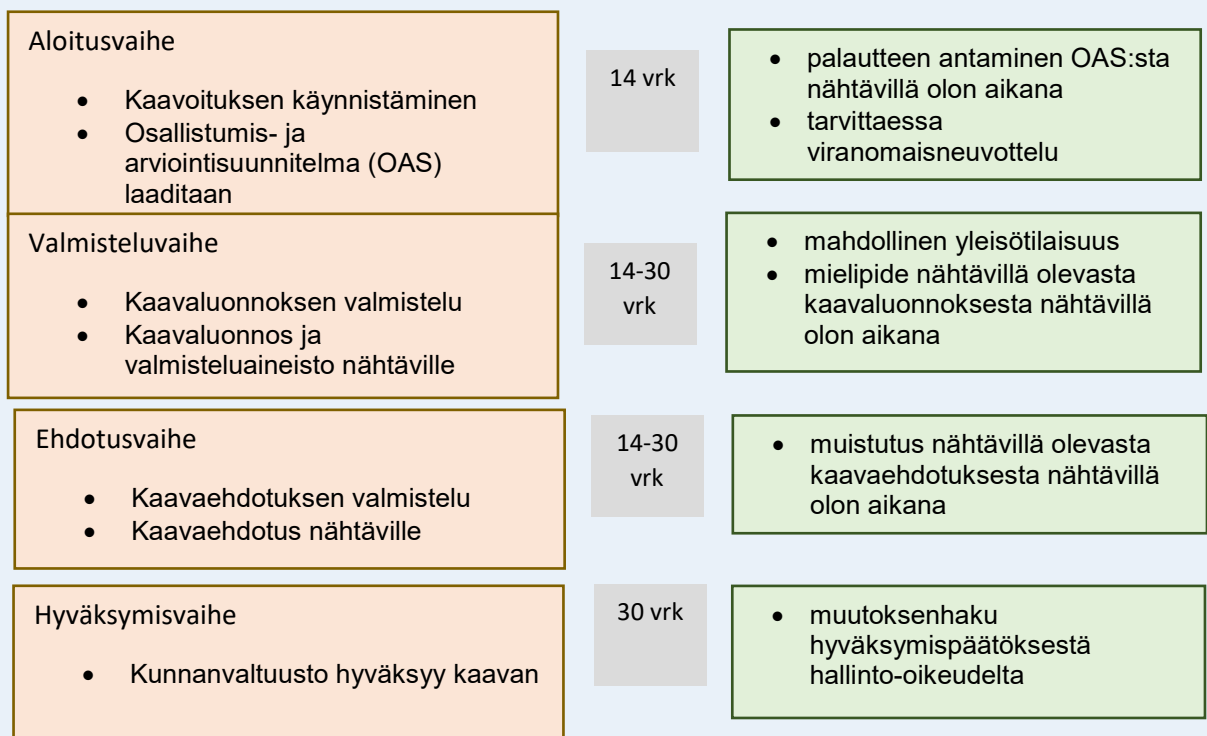 Aloitusvaihe
• Kaavoituksen käynnistäminen
• Osallistumis- ja
arviointisuunnitelma (OAS)
laaditaan
14 vrk
• palautteen antaminen OAS:sta
nähtävillä olon aikana
• tarvittaessa
viranomaisneuvottelu
Valmisteluvaihe
• Kaavaluonnoksen valmistelu
• Kaavaluonnos ja
valmisteluaineisto nähtäville
14-30
vrk
• mahdollinen yleisötilaisuus
• mielipide nähtävillä olevasta
kaavaluonnoksesta nähtävillä
olon aikana
Ehdotusvaihe
• Kaavaehdotuksen valmistelu
• Kaavaehdotus nähtäville
14-30
vrk
• muistutus nähtävillä olevasta
kaavaehdotuksesta nähtävillä
olon aikana
Hyväksymisvaihe
• Kunnanvaltuusto hyväksyy kaavan
30 vrk
• muutoksenhaku
hyväksymispäätöksestä
hallinto-oikeudelta